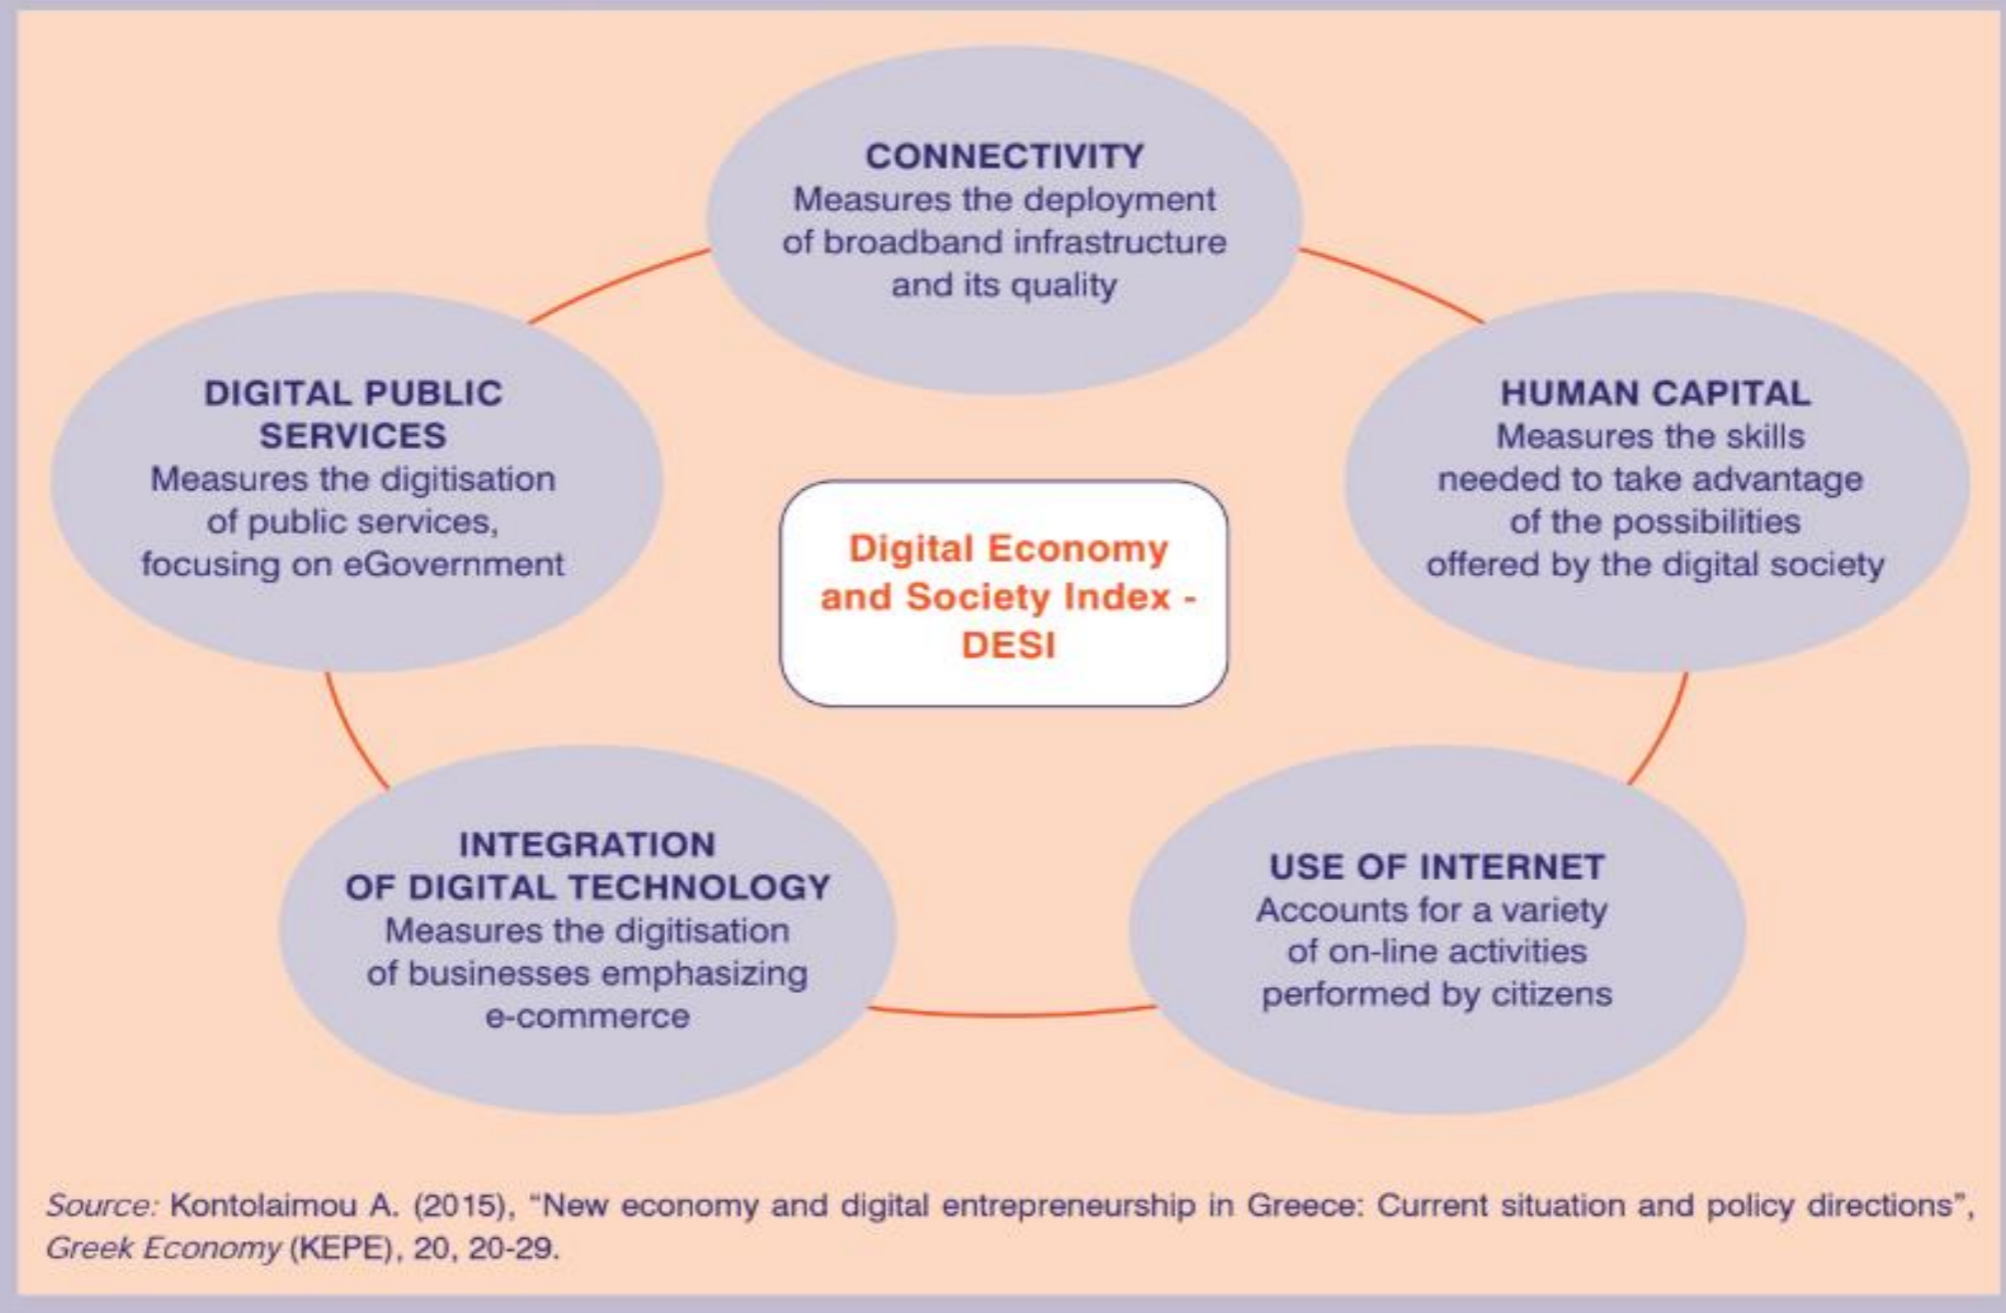 CONNECTIVITY
Measures the deployment
of broadband infrastructure
and its quality
DIGITAL PUBLIC
SERVICES
Measures the digitisation
of public services,
focusing on eGovernment
HUMAN CAPITAL
Measures the skills
needed to take advantage
of the possibilities
offered by the digital society
Digital Economy
and Society Index -
DESI
INTEGRATION
OF DIGITAL TECHNOLOGY
Measures the digitisation
of businesses emphasizing
e-commerce
USE OF INTERNET
Accounts for a variety
of on-line activities
performed by citizens
Source: Kontolaimou A. (2015), “New economy and digital entrepreneurship in Greece: Current situation and policy directions”,
Greek Economy (KEPE), 20, 20-29.